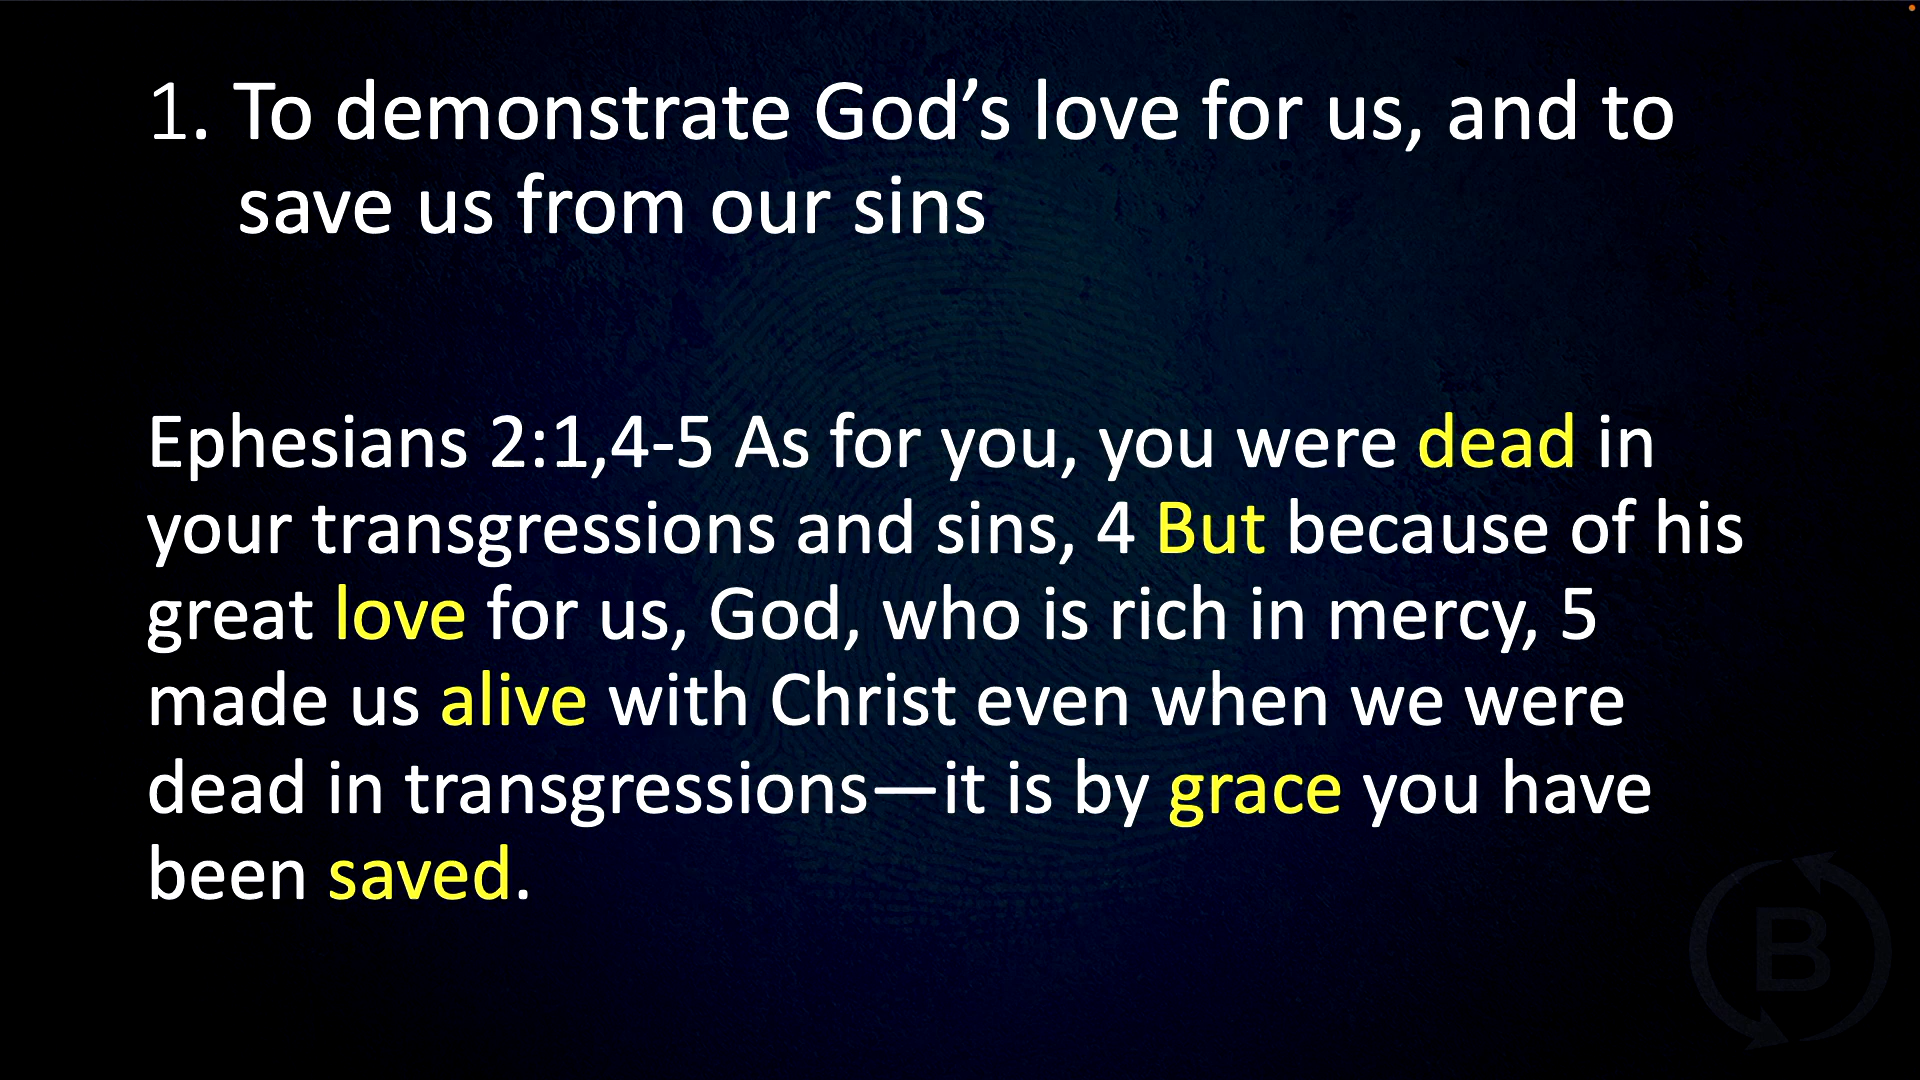 1. To demonstrate God’s love for us, and to
save us from our sins
Ephesians 2:1,4-5 As for you, you were dead in
your transgressions and sins, 4 But because of his
great love for us, God, who is rich in mercy, 5
made us alive with Christ even when we were
dead in transgressions—it is by grace you have
been saved.
B